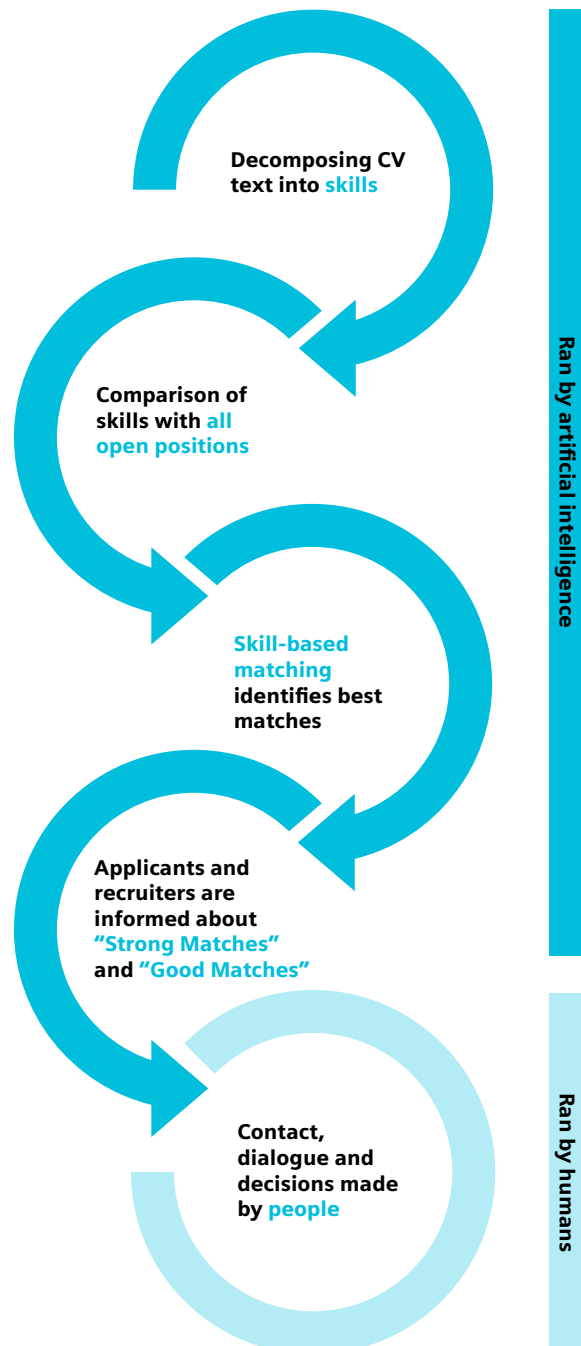 Decomposing CV
text into skills
Comparison of
skills with all
open positions
Skill-based
matching
identifies best
matches
Applicants and
recruiters are
informed about
“Strong Matches”
and “Good Matches”
Contact,
dialogue and
decisions made
by people
Ran by artificial intelligence
Ran by humans